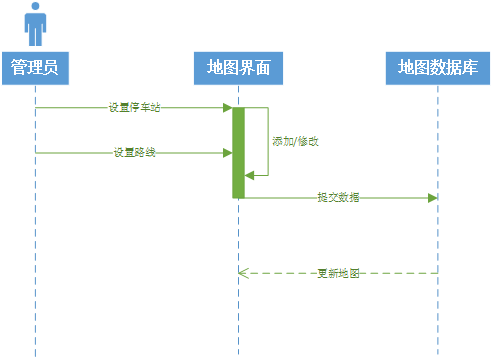 管理员
地图界面
地图数据库
设置停车站
添加/修改
设置路线
提交数据
更新地图